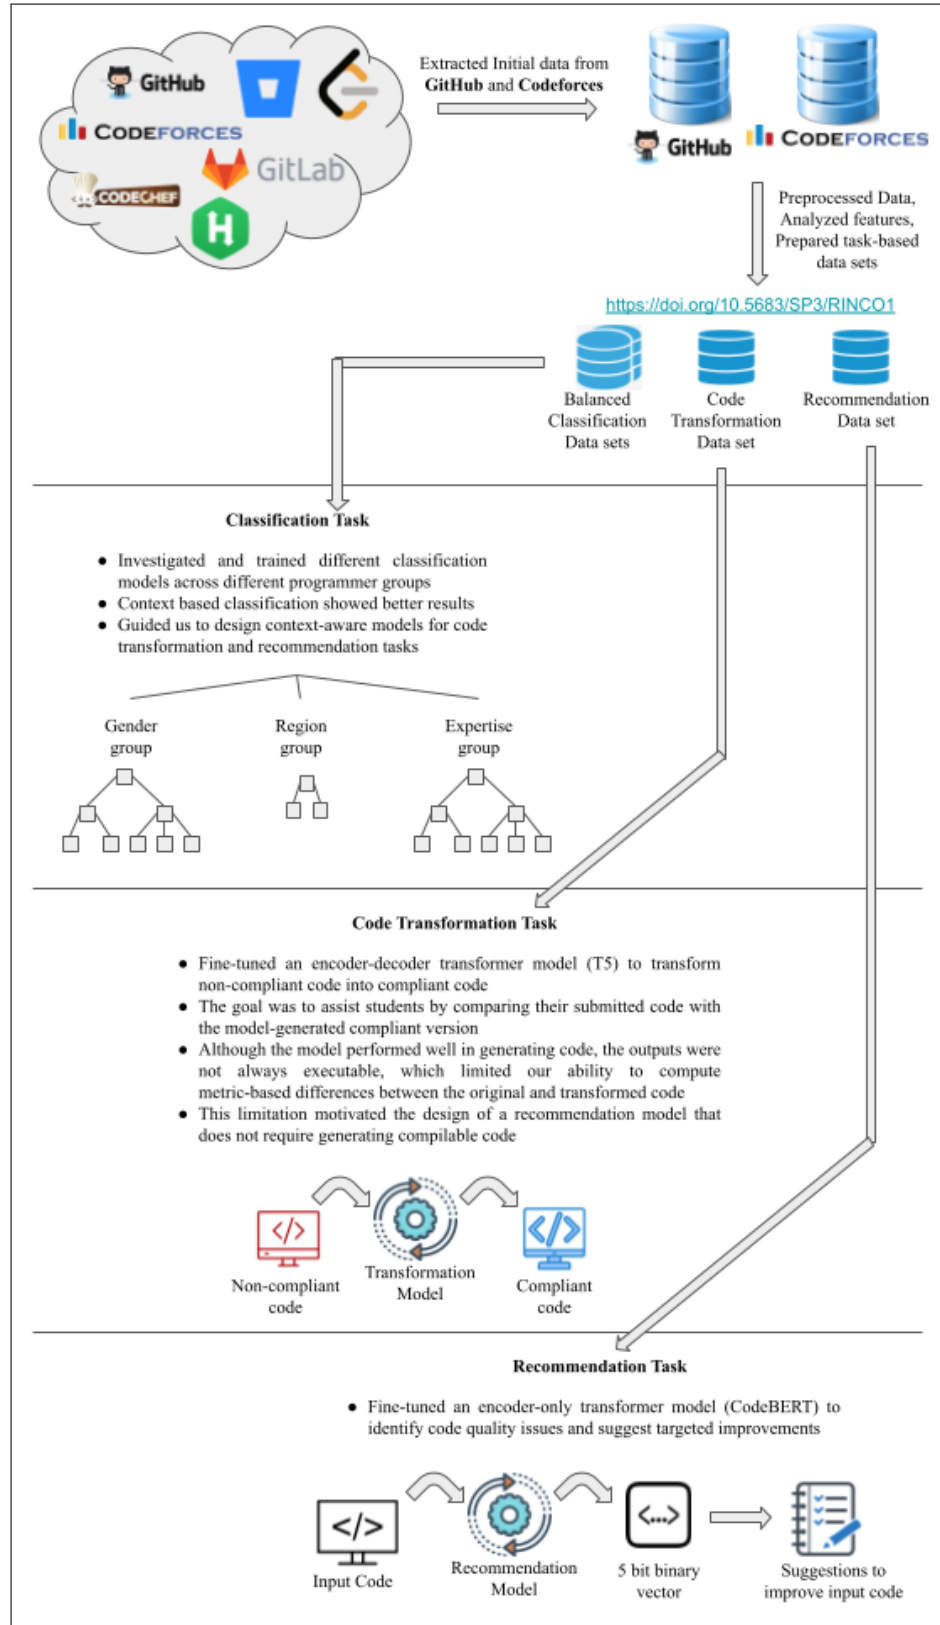 GitHub
CODEFORCES
GitLab
CODECHEF
H
Extracted Initial data from
GitHub and Codeforces
GitHub
CODEFORCES
Preprocessed Data,
Analyzed features,
Prepared task-based
data sets
https://doi.org/10.5683/SP3/RINCO1
Balanced
Classification
Data sets
Code
Transformation
Data set
Recommendation
Data set
Classification Task
● Investigated and trained different classification
models across different programmer groups
● Context based classification showed better results
● Guided us to design context-aware models for code
transformation and recommendation tasks
Gender
group
Region
group
Expertise
group
Code Transformation Task
● Fine-tuned an encoder-decoder transformer model (T5) to transform
non-compliant code into compliant code
● The goal was to assist students by comparing their submitted code with
the model-generated compliant version
● Although the model performed well in generating code, the outputs were
not always executable, which limited our ability to compute
metric-based differences between the original and transformed code
● This limitation motivated the design of a recommendation model that
does not require generating compilable code
</>
</>
Non-compliant
code
Transformation
Model
Compliant
code
Recommendation Task
● Fine-tuned an encoder-only transformer model (CodeBERT) to
identify code quality issues and suggest targeted improvements
</>
<...>
Input Code
Recommendation
Model
5 bit binary
vector
Suggestions to
improve input code